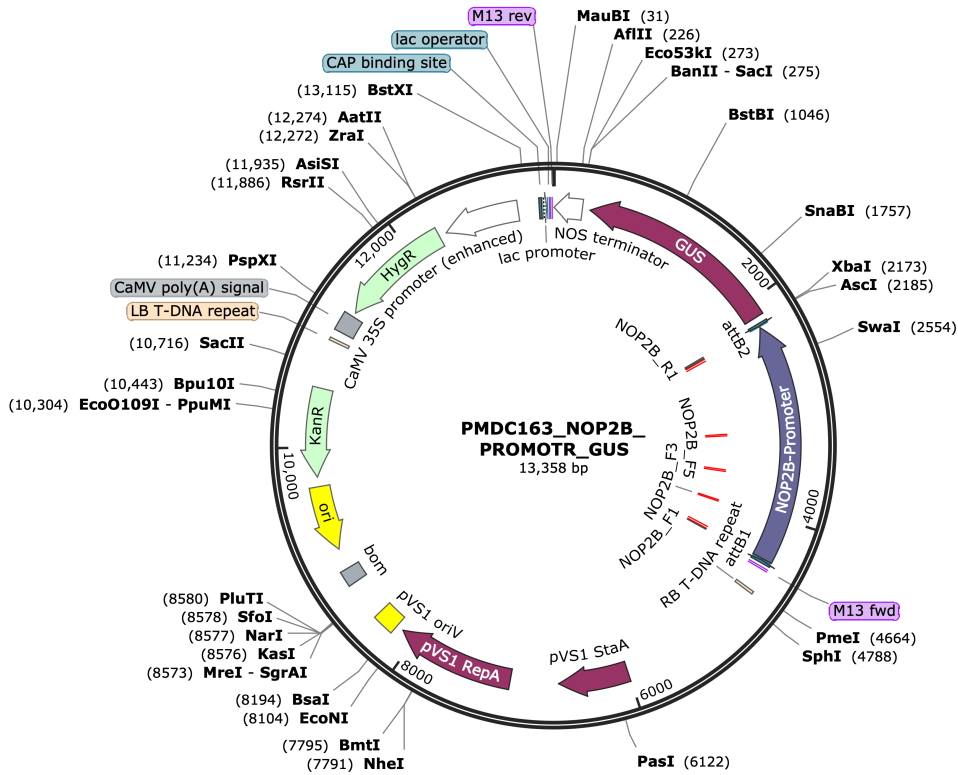 M13 rev
lac operator
CAP binding site
(13,115) BstXI
(12,274) AatII
(12,272) ZraI
(11,935) AsiSI
(11,886) RsrII
(11,234) PspXI
CaMV poly(A) signal
LB T-DNA repeat
(10,716) SacII
(10,443) Bpu10I
(10,304) EcoO109I - PpuMI
MauBI (31)
AflII (226)
Eco53kI (273)
BanII - SacI (275)
BstBI (1046)
SnaBI (1757)
XbaI (2173)
AscI (2185)
SwaI (2554)
12,000
HygR
CaMV 35S promoter (enhanced)
lac promoter
NOS terminator
GUS
2000
attB2
NOP2B_R1
NOP2B_F5
NOP2B_F3
NOP2B_F1
NOP2B-Promoter
PMDC163_NOP2B_
PROMOTR_GUS
13,358 bp
KanR
10,000
ori
bom
4000
attB1
RB T-DNA repeat
M13 fwd
PmeI (4664)
SphI (4788)
pVS1 oriV
pVS1 RepA
8000
pVS1 StaA
6000
PasI (6122)
(8580) PluTI
(8578) SfoI
(8577) NarI
(8576) KasI
(8573) MreI - SgrAI
(8194) BsaI
(8104) EcoNI
(7795) BmtI
(7791) NheI